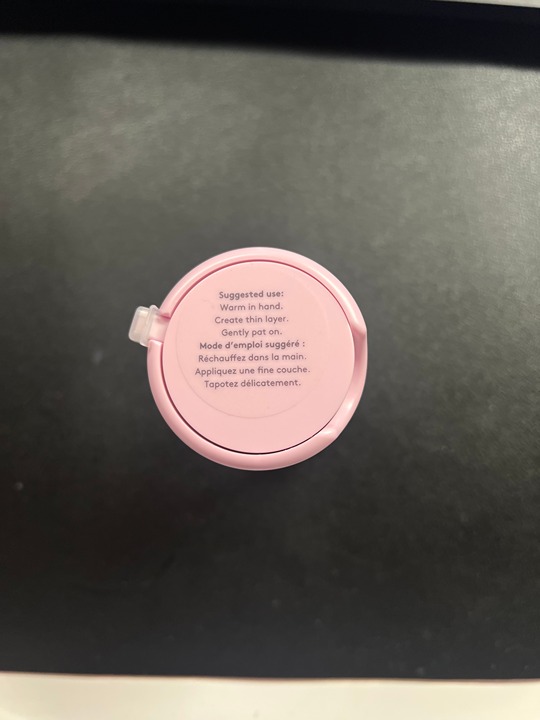 Suggested use:
Warm in hand.
Create thin layer.
Gently pat on.
Mode d'emploi suggéré :
Réchauffez dans la main.
Appliquez une fine couche.
Tapotez délicatement.